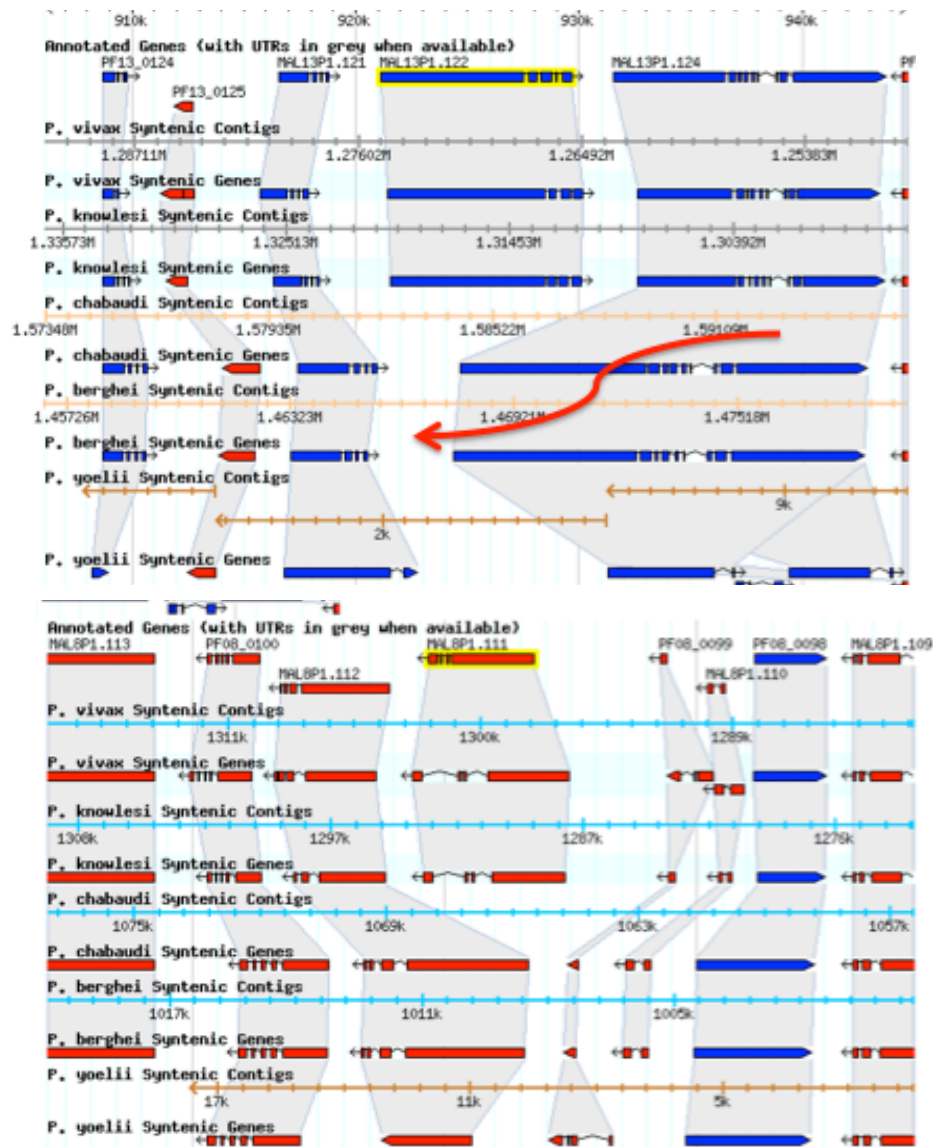 910k 920k 930k 940k
Annotated Genes (with UTRs in grey when available)
PF13_0124 MAL13P1.121 MAL13P1.122 MAL13P1.124 PF
PF13_0125
P. vivax Syntenic Contigs
1.28711M 1.27602M 1.26492M 1.25383M
P. vivax Syntenic Genes
P. knowlesi Syntenic Contigs
1.33573M 1.32513M 1.31453M 1.30392M
P. knowlesi Syntenic Genes
P. chabaudi Syntenic Contigs
1.57348M 1.57935M 1.58522M 1.59109M
P. chabaudi Syntenic Genes
P. berghei Syntenic Contigs
1.45726M 1.46323M 1.46921M 1.47518M
P. berghei Syntenic Genes
P. yoelii Syntenic Contigs
9k
2k
P. yoelii Syntenic Genes
Annotated Genes (with UTRs in grey when available)
MAL8P1.113 PF08_0100 MAL8P1.111 PF08_0099 PF08_0098 MAL8P1.109
MAL8P1.112 MAL8P1.110
P. vivax Syntenic Contigs
1311k 1300k 1289k
P. vivax Syntenic Genes
P. knowlesi Syntenic Contigs
1308k 1297k 1287k 1276k
P. knowlesi Syntenic Genes
P. chabaudi Syntenic Contigs
1075k 1069k 1063k 1057k
P. chabaudi Syntenic Genes
P. berghei Syntenic Contigs
1017k 1011k 1005k
P. berghei Syntenic Genes
P. yoelii Syntenic Contigs
17k 11k 5k
P. yoelii Syntenic Genes